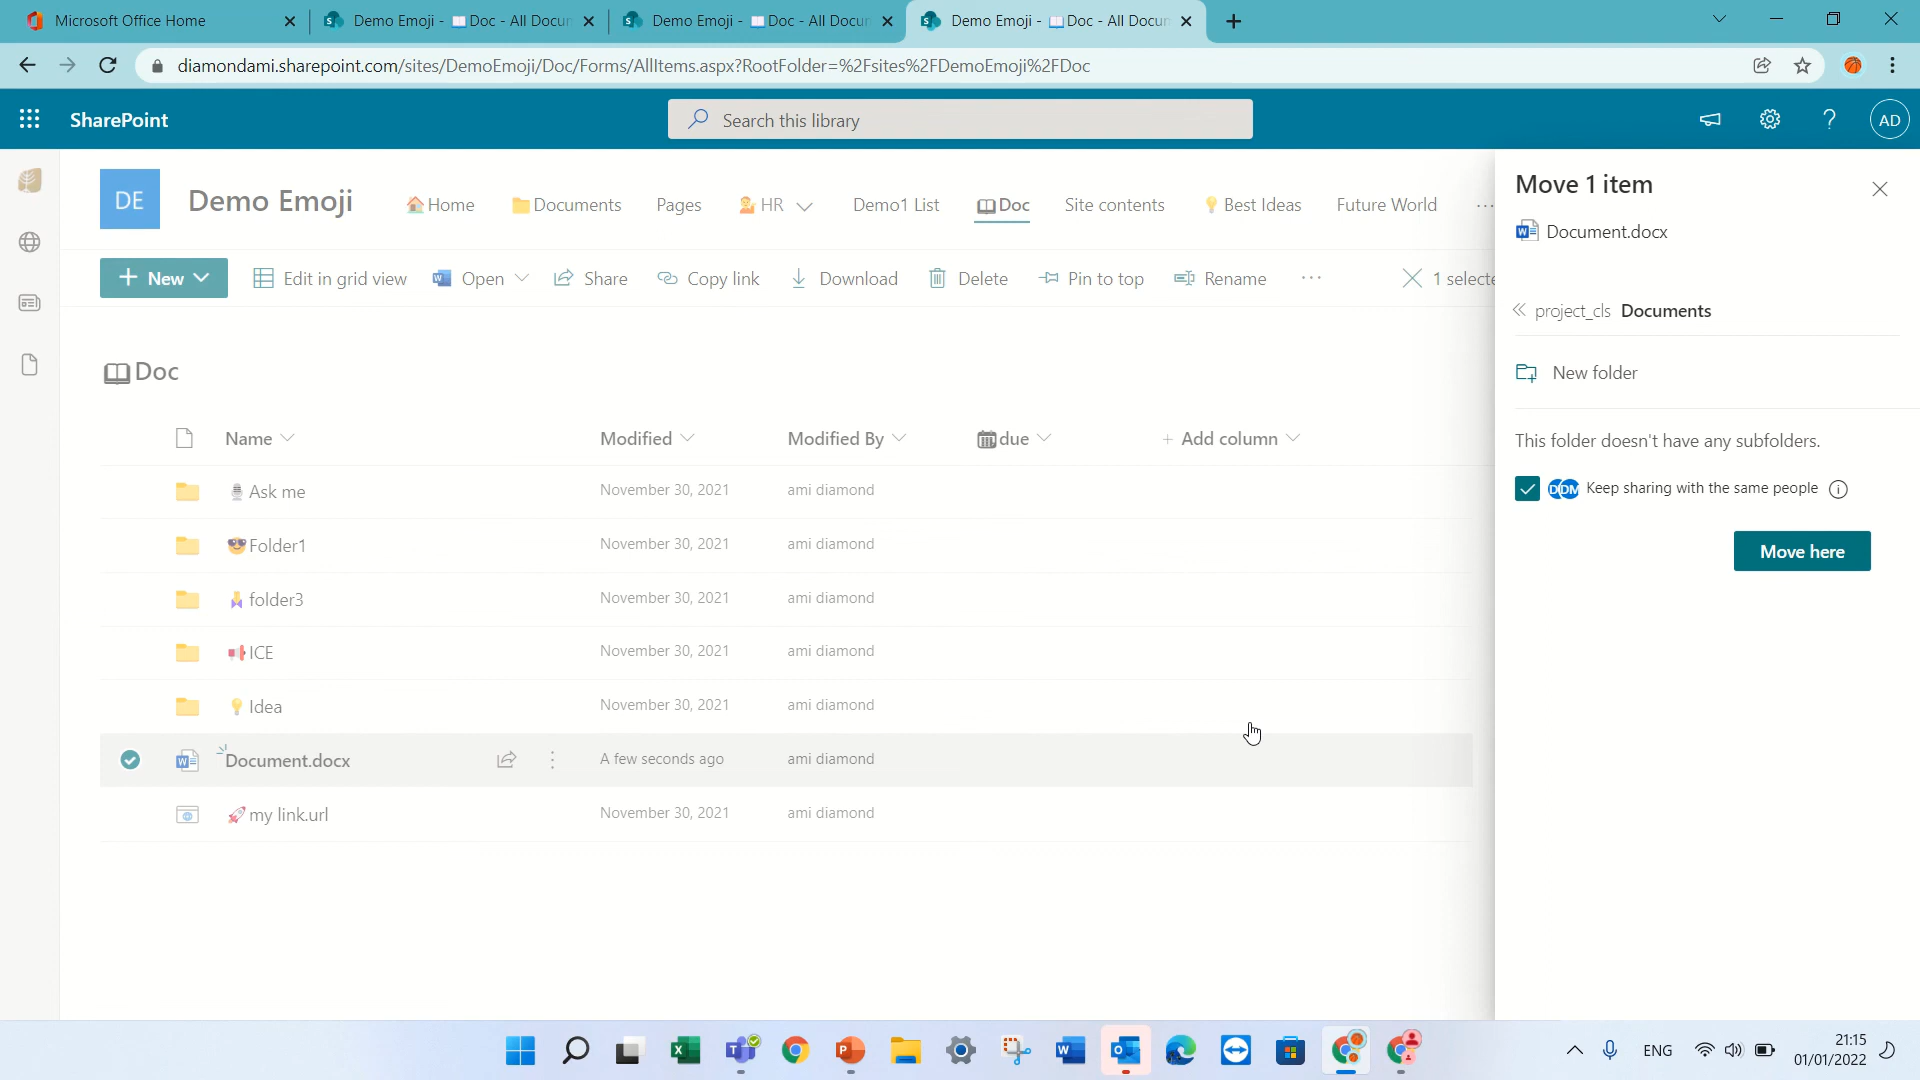 Microsoft Office Home
Demo Emoji - Doc - All Docum
Demo Emoji - Doc - All Docum
Demo Emoji - Doc - All Docum
diamondami.sharepoint.com/sites/DemoEmoji/Doc/Forms/AllItems.aspx?RootFolder=%2Fsites%2FDemoEmoji%2FDoc
SharePoint
Search this library
AD
DE
Demo Emoji
Home
Documents
Pages
HR
Demo1 List
Doc
Site contents
Best Ideas
Future World
New
Edit in grid view
Open
Share
Copy link
Download
Delete
Pin to top
Rename
1 selecte
Doc
Name
Modified
Modified By
due
+ Add column
Ask me November 30, 2021 ami diamond
Folder1 November 30, 2021 ami diamond
folder3 November 30, 2021 ami diamond
ICE November 30, 2021 ami diamond
Idea November 30, 2021 ami diamond
Document.docx A few seconds ago ami diamond
my link.url November 30, 2021 ami diamond
Move 1 item
Document.docx
project_cls Documents
New folder
This folder doesn't have any subfolders.
Keep sharing with the same people
Move here
ENG
21:15
01/01/2022